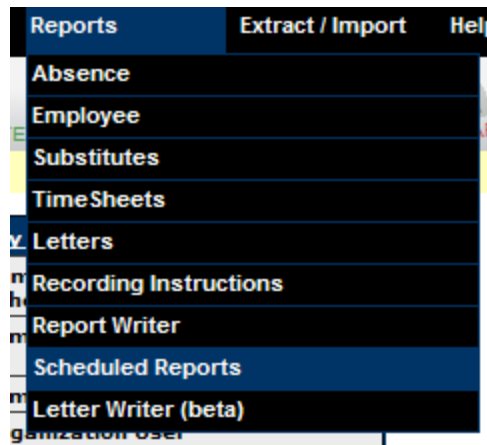 Reports Extract / Import
Absence
Employee
Substitutes
TimeSheets
Letters
Recording Instructions
Report Writer
Scheduled Reports
Letter Writer (beta)